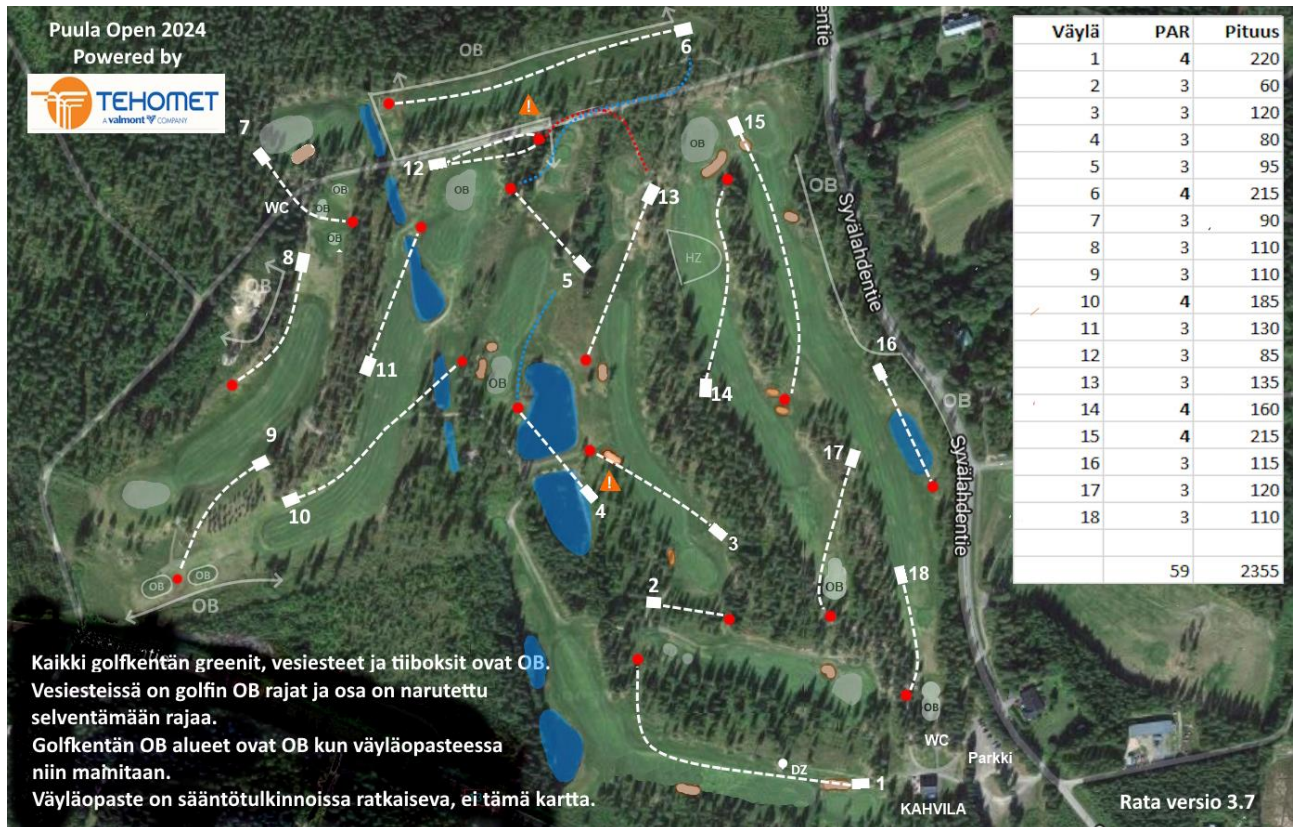 Puula Open 2024
Powered by
TEHOMET
A valmont COMPANY
Väylä PAR Pituus
1 4 220
2 3 60
3 3 120
4 3 80
5 3 95
6 4 215
7 3 90
8 3 110
9 3 110
10 4 185
11 3 130
12 3 85
13 3 135
14 4 160
15 4 215
16 3 115
17 3 120
18 3 110
59 2355
OB
6
Syvälahdentie
7
12
15
OB
OB
OB
OB
WC
OB
OB
13
8
5
HZ
OB
Syvälahdentie
16
11
OB
14
OB
9
17
10
4
3
Syvälahdentie
2
18
OB
OB
OB
OB
OB
WC
Parkki
DZ
1
KAHVILA
Kaikki golfkentän greenit, vesiesteet ja tiiboksit ovat OB.
Vesiesteissä on golfin OB rajat ja osa on narutettu
selventämään rajaa.
Golfkentän OB alueet ovat OB kun väyläopasteessa
niin mainitaan.
Väyläopaste on sääntötulkinnoissa ratkaiseva, ei tämä kartta.
Rata versio 3.7